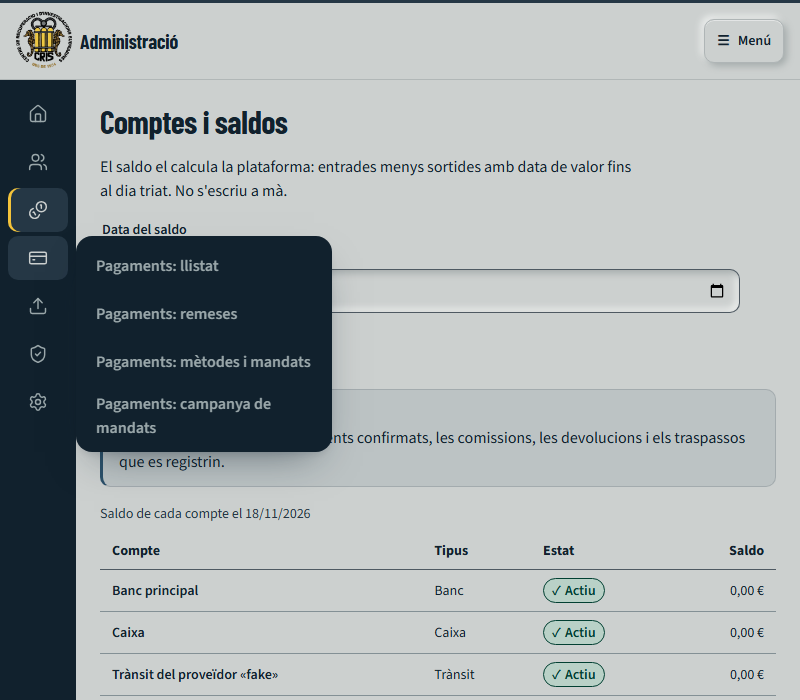 CRIS
Administració
☰ Menú
Comptes i saldos
El saldo el calcula la plataforma: entrades menys sortides amb data de valor fins
al dia triat. No s'escriu a mà.
Data del saldo
Pagaments: llistat
Pagaments: remeses
Pagaments: mètodes i mandats
Pagaments: campanya de
mandats
confirmats, les comissions, les devolucions i els traspassos
que es registrin.
Saldo de cada compte el 18/11/2026
Compte Tipus Estat Saldo
Banc principal Banc ✓ Actiu 0,00 €
Caixa Caixa ✓ Actiu 0,00 €
Trànsit del proveïdor «fake» Trànsit ✓ Actiu 0,00 €